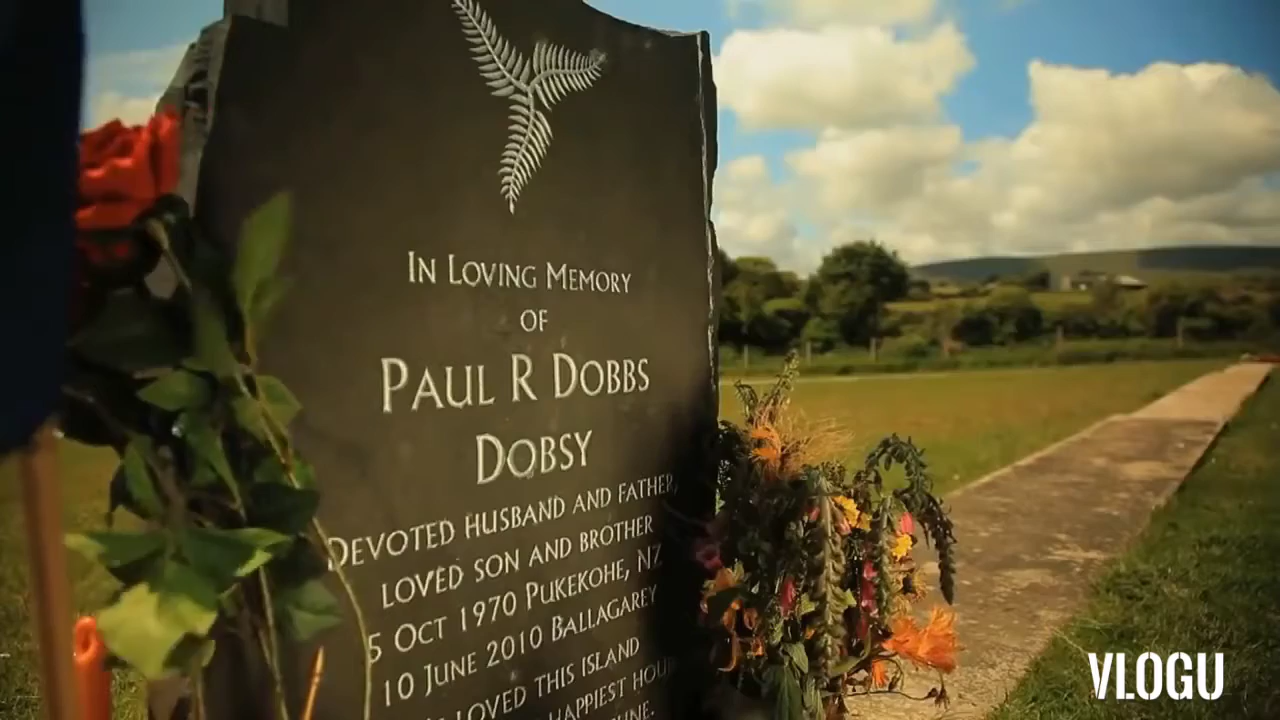 IN LOVING MEMORY
OF
PAUL R DOBBS
DOBSY
DEVOTED HUSBAND AND FATHER,
LOVED SON AND BROTHER
5 OCT 1970 PUKEKOHE, NZ
10 JUNE 2010 BALLAGAREY
LOVED THIS ISLAND
HAPPIEST
VLOGU